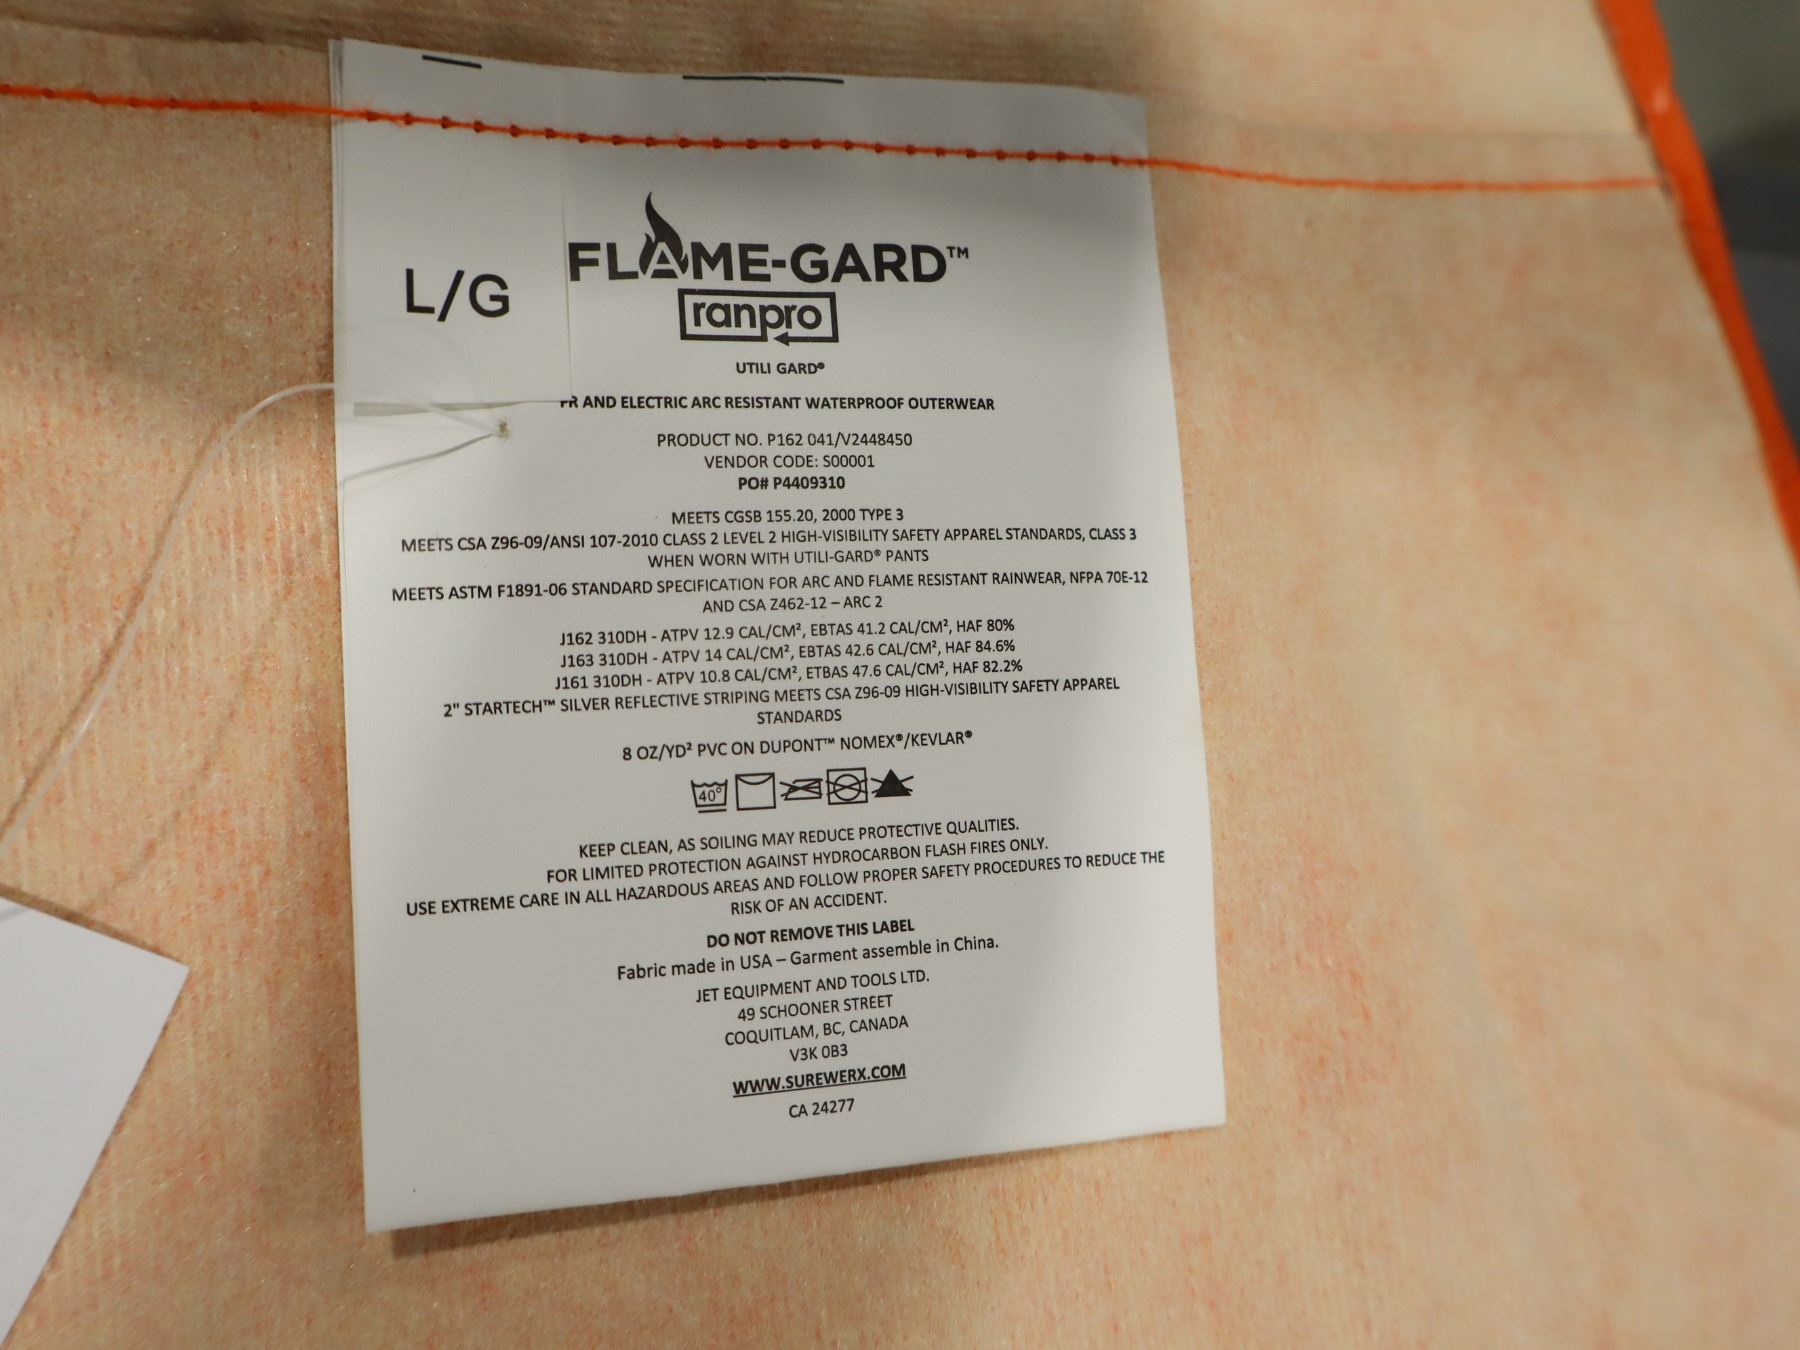 L/G
FLAME-GARD™
ranpro
UTILI GARD®
FR AND ELECTRIC ARC RESISTANT WATERPROOF OUTERWEAR
PRODUCT NO. P162 041/V2448450
VENDOR CODE: S00001
PO# P4409310
MEETS CGSB 155.20, 2000 TYPE 3
MEETS CSA Z96-09/ANSI 107-2010 CLASS 2 LEVEL 2 HIGH-VISIBILITY SAFETY APPAREL STANDARDS, CLASS 3
WHEN WORN WITH UTILI-GARD® PANTS
MEETS ASTM F1891-06 STANDARD SPECIFICATION FOR ARC AND FLAME RESISTANT RAINWEAR, NFPA 70E-12
AND CSA Z462-12 – ARC 2
J162 310DH - ATPV 12.9 CAL/CM², EBTAS 41.2 CAL/CM², HAF 80%
J163 310DH - ATPV 14 CAL/CM², EBTAS 42.6 CAL/CM², HAF 84.6%
J161 310DH - ATPV 10.8 CAL/CM², ETBAS 47.6 CAL/CM², HAF 82.2%
2" STARTECH™ SILVER REFLECTIVE STRIPING MEETS CSA Z96-09 HIGH-VISIBILITY SAFETY APPAREL
STANDARDS
8 OZ/YD² PVC ON DUPONT™ NOMEX®/KEVLAR®
40°
KEEP CLEAN, AS SOILING MAY REDUCE PROTECTIVE QUALITIES.
FOR LIMITED PROTECTION AGAINST HYDROCARBON FLASH FIRES ONLY.
USE EXTREME CARE IN ALL HAZARDOUS AREAS AND FOLLOW PROPER SAFETY PROCEDURES TO REDUCE THE
RISK OF AN ACCIDENT.
DO NOT REMOVE THIS LABEL
Fabric made in USA – Garment assemble in China.
JET EQUIPMENT AND TOOLS LTD.
49 SCHOONER STREET
COQUITLAM, BC, CANADA
V3K 0B3
WWW.SUREWERX.COM
CA 24277